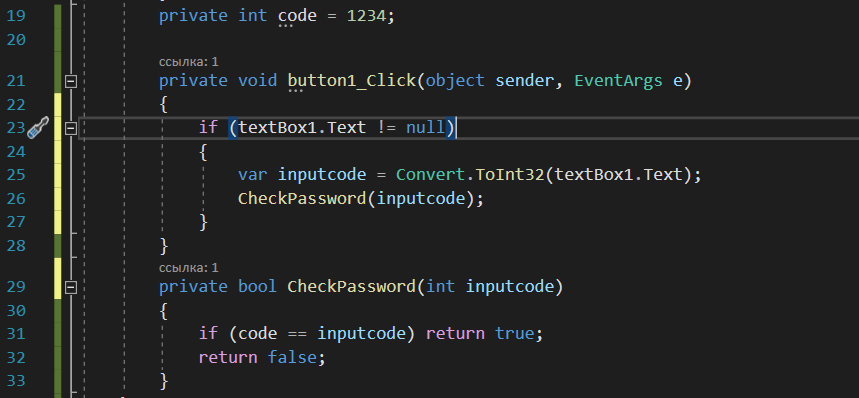 19 private int code = 1234;
20
ссылка: 1
21 private void button1_Click(object sender, EventArgs e)
22 {
23 if (textBox1.Text != null)
24 {
25 var inputcode = Convert.ToInt32(textBox1.Text);
26 CheckPassword(inputcode);
27 }
28 }
ссылка: 1
29 private bool CheckPassword(int inputcode)
30 {
31 if (code == inputcode) return true;
32 return false;
33 }